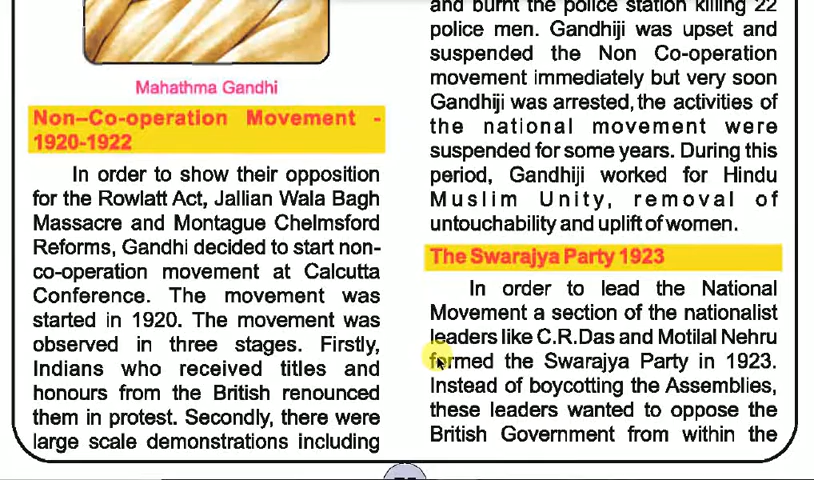 Mahathma Gandhi
Non–Co-operation Movement -
1920-1922
In order to show their opposition
for the Rowlatt Act, Jallian Wala Bagh
Massacre and Montague Chelmsford
Reforms, Gandhi decided to start non-
co-operation movement at Calcutta
Conference. The movement was
started in 1920. The movement was
observed in three stages. Firstly,
Indians who received titles and
honours from the British renounced
them in protest. Secondly, there were
large scale demonstrations including
and burnt the police station killing 22
police men. Gandhiji was upset and
suspended the Non Co-operation
movement immediately but very soon
Gandhiji was arrested, the activities of
the national movement were
suspended for some years. During this
period, Gandhiji worked for Hindu
Muslim Unity, removal of
untouchability and uplift of women.
The Swarajya Party 1923
In order to lead the National
Movement a section of the nationalist
leaders like C.R.Das and Motilal Nehru
formed the Swarajya Party in 1923.
Instead of boycotting the Assemblies,
these leaders wanted to oppose the
British Government from within the